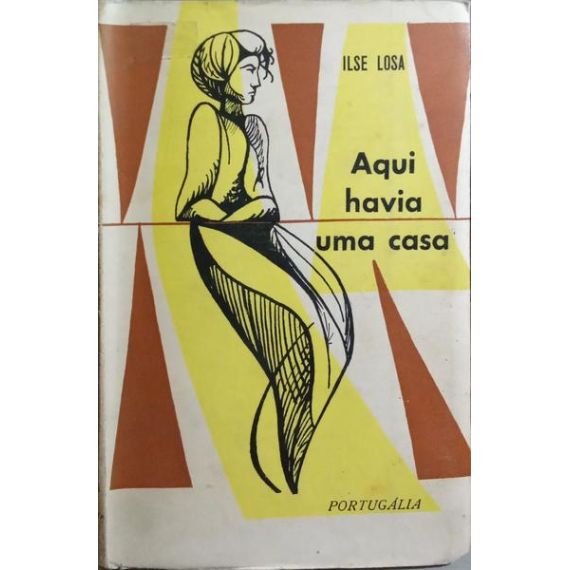 ILSE LOSA
Aqui
havia
uma casa
PORTUGÁLIA